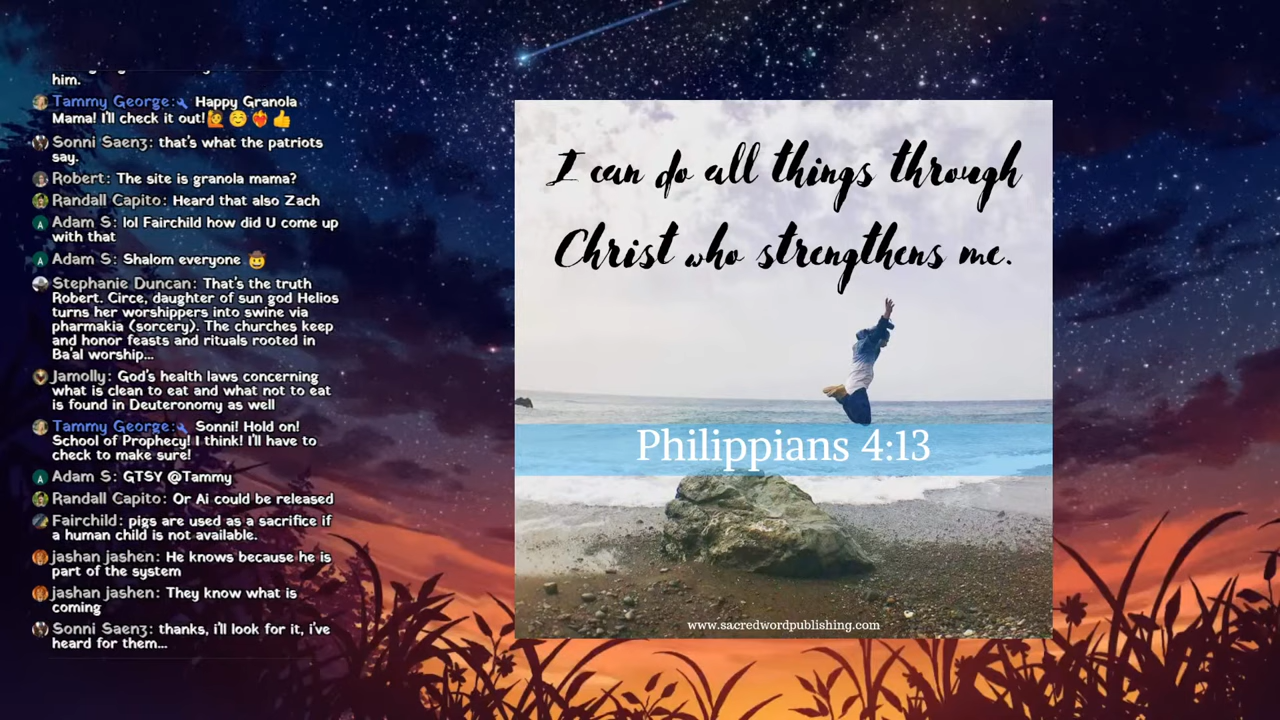 him.
Tammy George: Happy Granola
Mama! I'll check it out!🙋☺️❤️‍🔥👍
Sonni Saenz: that's what the patriots
say.
Robert: The site is granola mama?
Randall Capito: Heard that also Zach
A Adam S: lol Fairchild how did U come up
with that
A Adam S: Shalom everyone 🤠
Stephanie Duncan: That's the truth
Robert. Circe, daughter of sun god Helios
turns her worshippers into swine via
pharmakia (sorcery). The churches keep
and honor feasts and rituals rooted in
Ba'al worship...
Jamolly: God's health laws concerning
what is clean to eat and what not to eat
is found in Deuteronomy as well
Tammy George: Sonni! Hold on!
School of Prophecy! I think! I'll have to
check to make sure!
A Adam S: GTSY @Tammy
Randall Capito: Or Ai could be released
Fairchild: pigs are used as a sacrifice if
a human child is not available.
jashan jashen: He knows because he is
part of the system
jashan jashen: They know what is
coming
Sonni Saenz: thanks, i'll look for it, i've
heard for them...
I can do all things through
Christ who strengthens me.
Philippians 4:13
www.sacredwordpublishing.com